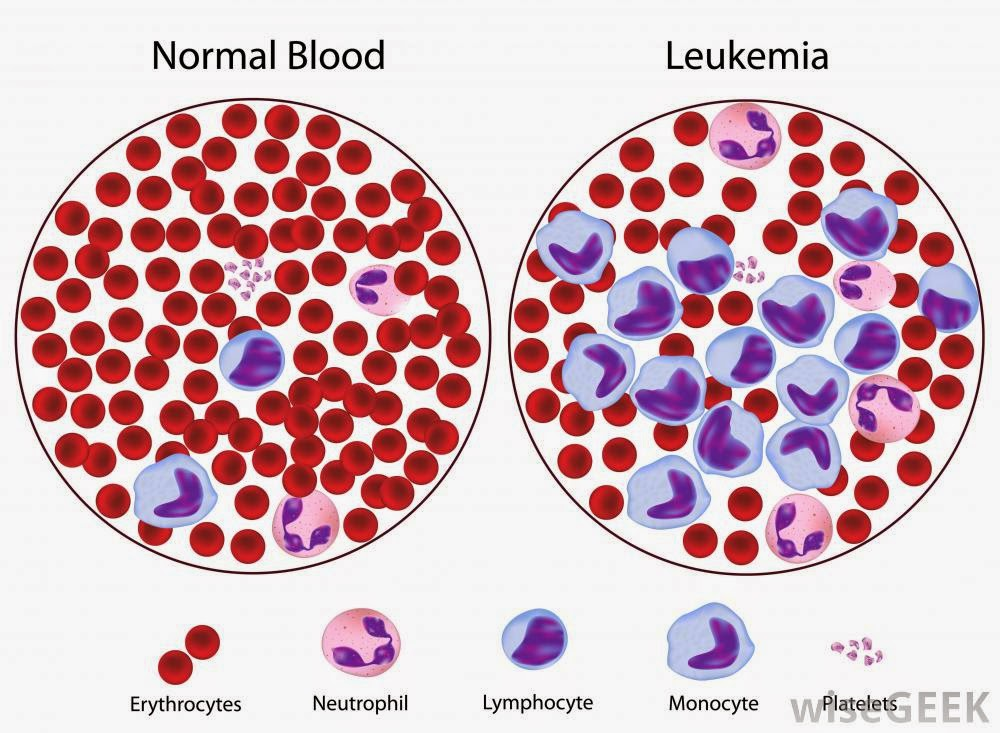 Normal Blood
Leukemia
Erythrocytes
Neutrophil
Lymphocyte
Monocyte
Platelets
wiseGEEK